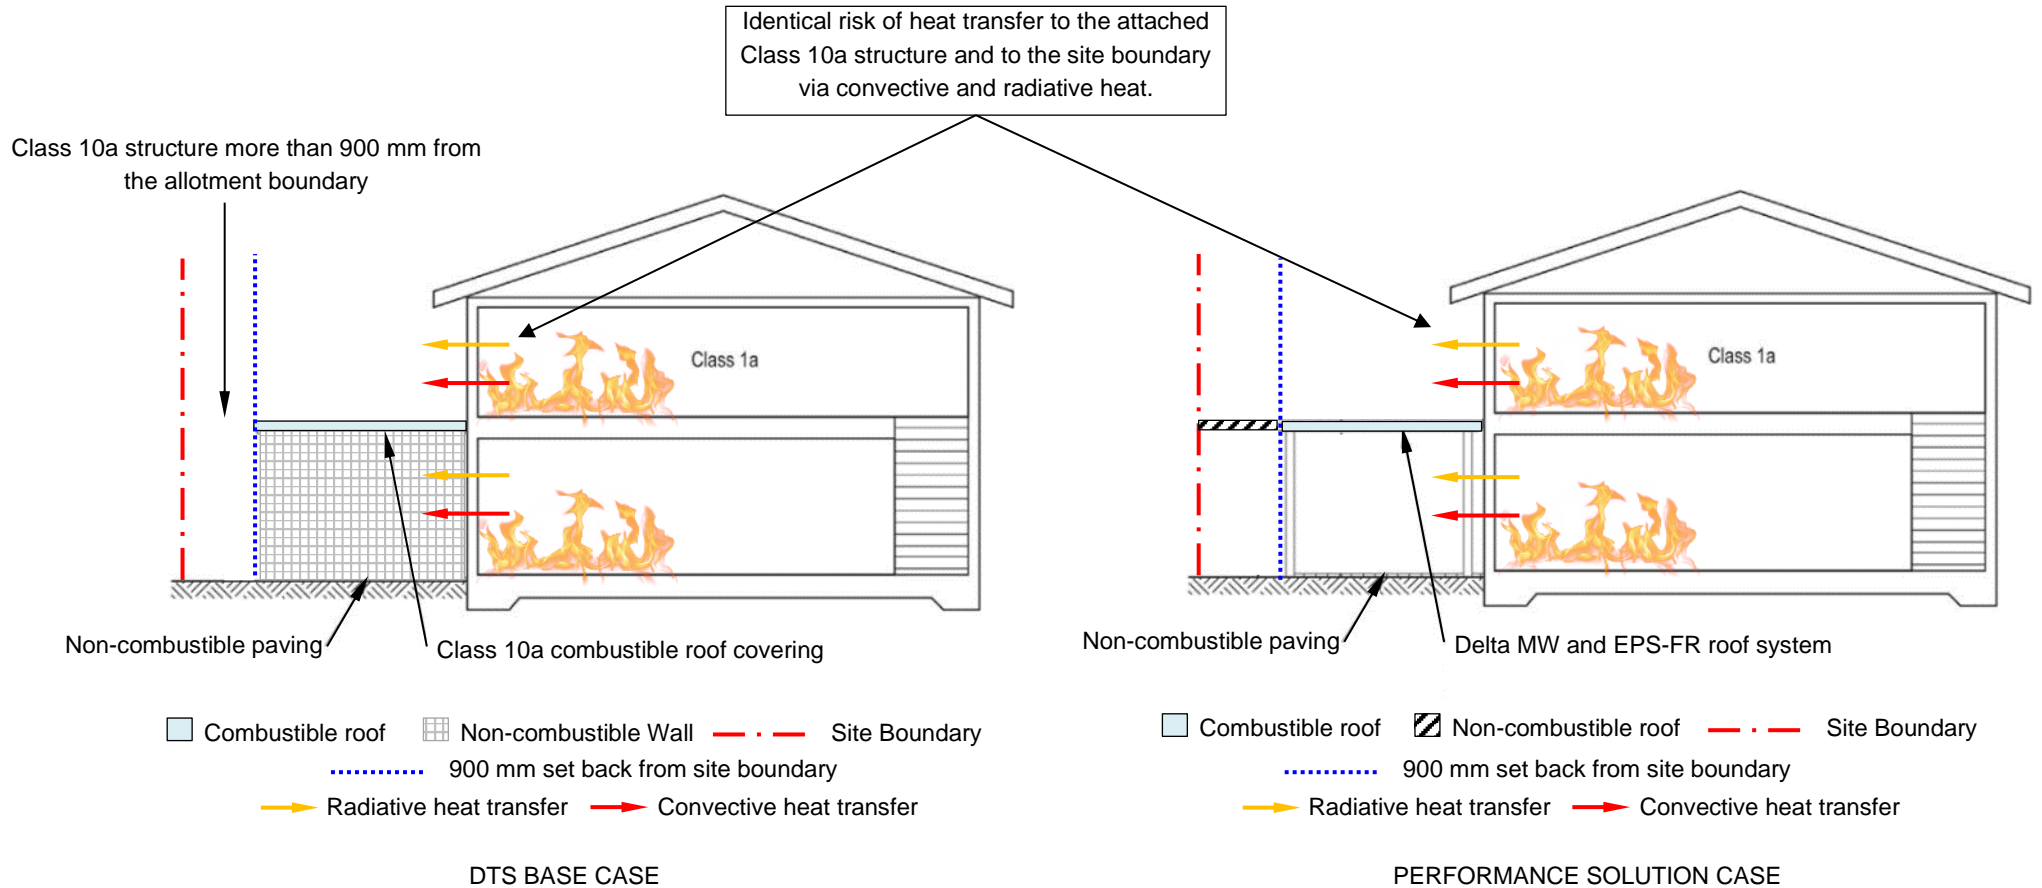 Identical risk of heat transfer to the attached
Class 10a structure and to the site boundary
via convective and radiative heat.
Class 10a structure more than 900 mm from
the allotment boundary
Class 1a
Class 1a
Non-combustible paving
Class 10a combustible roof covering
Non-combustible paving
Delta MW and EPS-FR roof system
Combustible roof
Non-combustible Wall
Site Boundary
900 mm set back from site boundary
Radiative heat transfer
Convective heat transfer
Combustible roof
Non-combustible roof
Site Boundary
900 mm set back from site boundary
Radiative heat transfer
Convective heat transfer
DTS BASE CASE
PERFORMANCE SOLUTION CASE